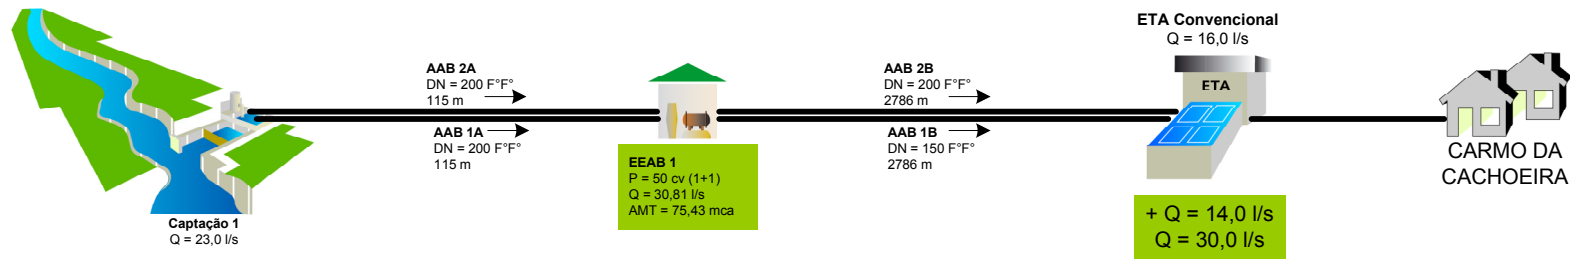 Captação 1
Q = 23,0 l/s
AAB 2A
DN = 200 F°F°
115 m
AAB 1A
DN = 200 F°F°
115 m
EEAB 1
P = 50 cv (1+1)
Q = 30,81 l/s
AMT = 75,43 mca
AAB 2B
DN = 200 F°F°
2786 m
AAB 1B
DN = 150 F°F°
2786 m
ETA Convencional
Q = 16,0 l/s
ETA
+ Q = 14,0 l/s
Q = 30,0 l/s
CARMO DA
CACHOEIRA